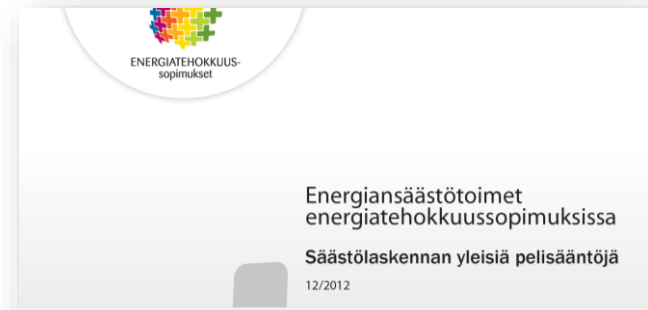 ENERGIATEHOKKUUS-
sopimukset
Energiansäästötoimet
energiatehokkuussopimuksissa
Säästölaskennan yleisiä pelisääntöjä
12/2012